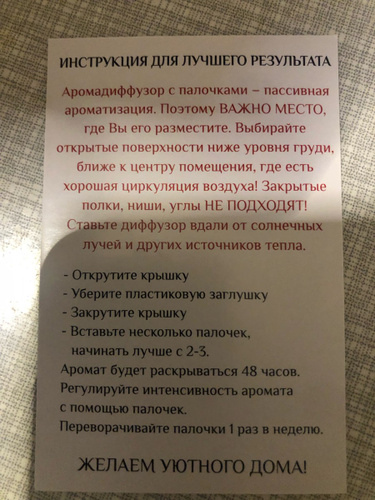 ИНСТРУКЦИЯ ДЛЯ ЛУЧШЕГО РЕЗУЛЬТАТА
Аромадиффузор с палочками – пассивная
ароматизация. Поэтому ВАЖНО МЕСТО,
где Вы его разместите. Выбирайте
открытые поверхности ниже уровня груди,
ближе к центру помещения, где есть
хорошая циркуляция воздуха! Закрытые
полки, ниши, углы НЕ ПОДХОДЯТ!
Ставьте диффузор вдали от солнечных
лучей и других источников тепла.
- Открутите крышку
- Уберите пластиковую заглушку
- Закрутите крышку
- Вставьте несколько палочек,
начинать лучше с 2-3.
Аромат будет раскрываться 48 часов.
Регулируйте интенсивность аромата
с помощью палочек.
Переворачивайте палочки 1 раз в неделю.
ЖЕЛАЕМ УЮТНОГО ДОМА!